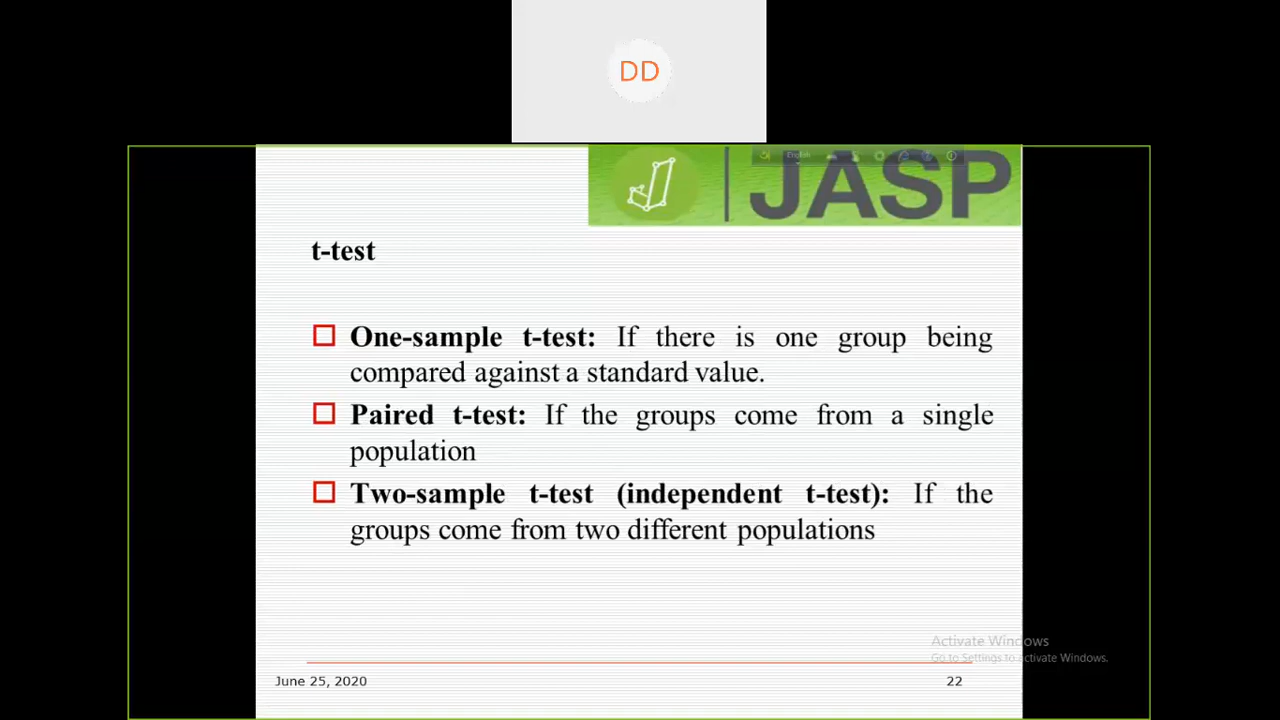 DD
English
JASP
t-test
One-sample t-test: If there is one group being
compared against a standard value.
Paired t-test: If the groups come from a single
population
Two-sample t-test (independent t-test): If the
groups come from two different populations
Activate Windows
Go to Settings to activate Windows.
June 25, 2020
22